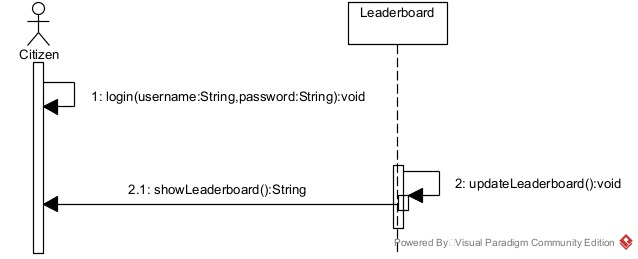 Leaderboard
Citizen
1: login(username:String,password:String):void
2: updateLeaderboard():void
2.1: showLeaderboard():String
Powered By Visual Paradigm Community Edition